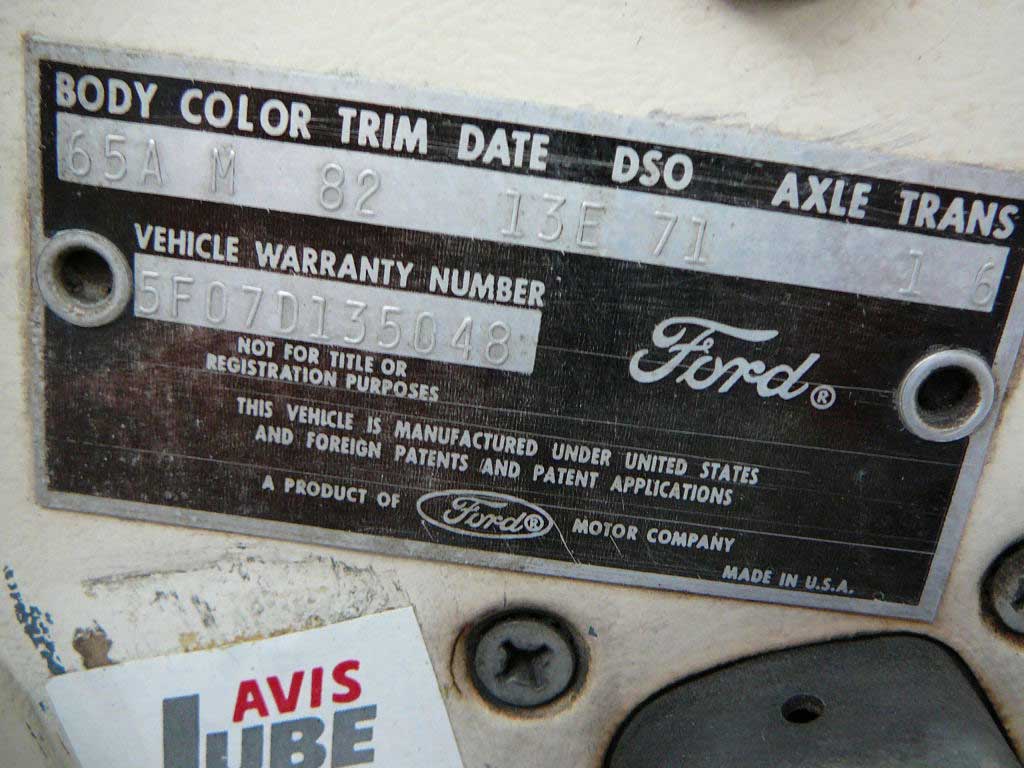 BODY COLOR TRIM DATE DSO AXLE TRANS
65A M 82 13E 71 1 6
VEHICLE WARRANTY NUMBER
5F07D135048
NOT FOR TITLE OR
REGISTRATION PURPOSES
Ford®
THIS VEHICLE IS MANUFACTURED UNDER UNITED STATES
AND FOREIGN PATENTS AND PATENT APPLICATIONS
A PRODUCT OF Ford® MOTOR COMPANY
MADE IN U.S.A.
AVIS
LUBE